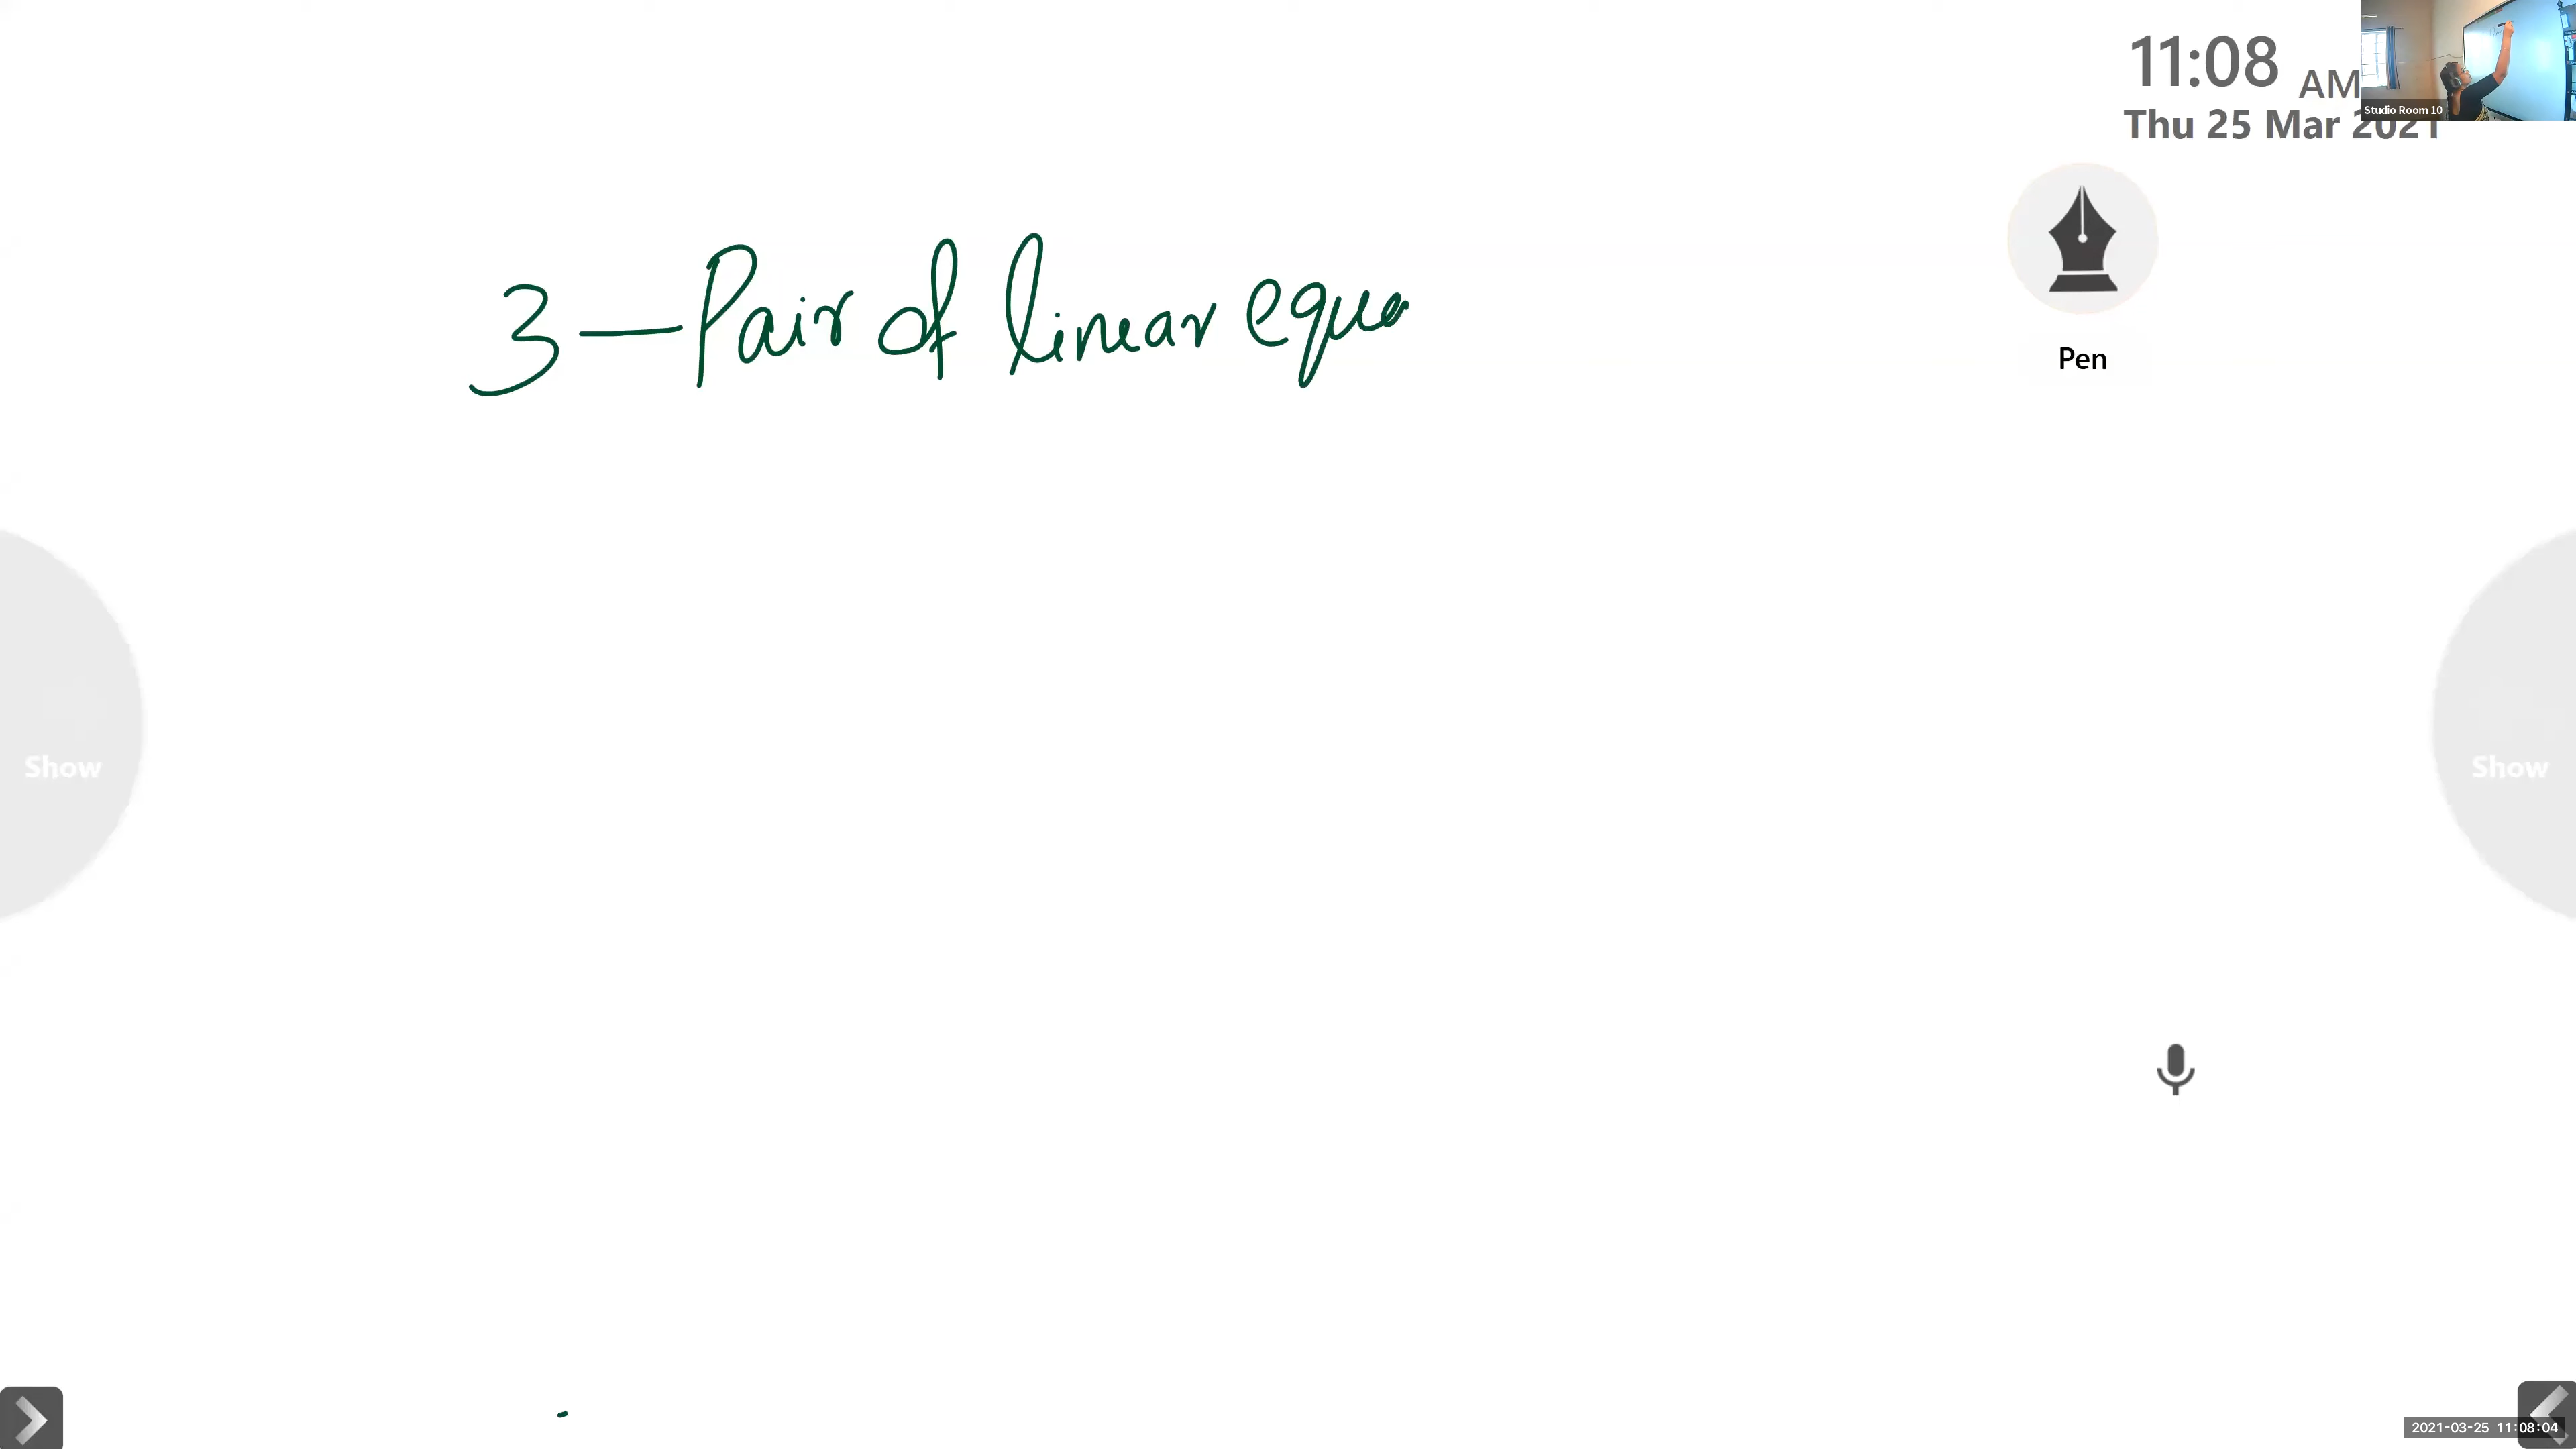 11:08 AM
Studio Room 10
Thu 25 Mar 2021
3—Pair of linear equa
Pen
Show
Show
2021-03-25 11:08:04